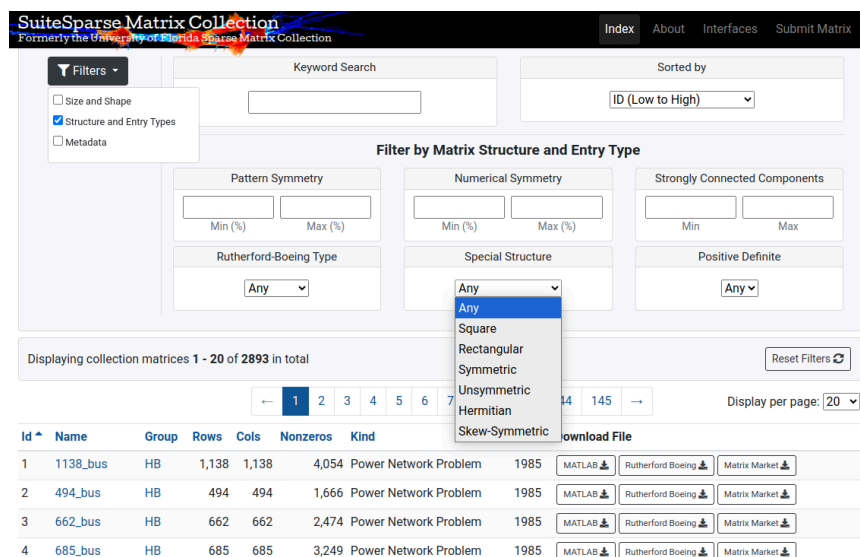 SuiteSparse Matrix Collection
Formerly the University of Florida Sparse Matrix Collection
Index About Interfaces Submit Matrix
Filters
Size and Shape
Structure and Entry Types
Metadata
Keyword Search
Sorted by
ID (Low to High)
Filter by Matrix Structure and Entry Type
Pattern Symmetry
Min (%) Max (%)
Numerical Symmetry
Min (%) Max (%)
Strongly Connected Components
Min Max
Rutherford-Boeing Type
Any
Special Structure
Any
Any
Square
Rectangular
Symmetric
Unsymmetric
Hermitian
Skew-Symmetric
Positive Definite
Any
Displaying collection matrices 1 - 20 of 2893 in total
Reset Filters
← 1 2 3 4 5 6 7 44 145 →
Display per page: 20
Id Name Group Rows Cols Nonzeros Kind ownload File
1 1138_bus HB 1,138 1,138 4,054 Power Network Problem 1985 MATLAB Rutherford Boeing Matrix Market
2 494_bus HB 494 494 1,666 Power Network Problem 1985 MATLAB Rutherford Boeing Matrix Market
3 662_bus HB 662 662 2,474 Power Network Problem 1985 MATLAB Rutherford Boeing Matrix Market
4 685_bus HB 685 685 3,249 Power Network Problem 1985 MATLAB Rutherford Boeing Matrix Market